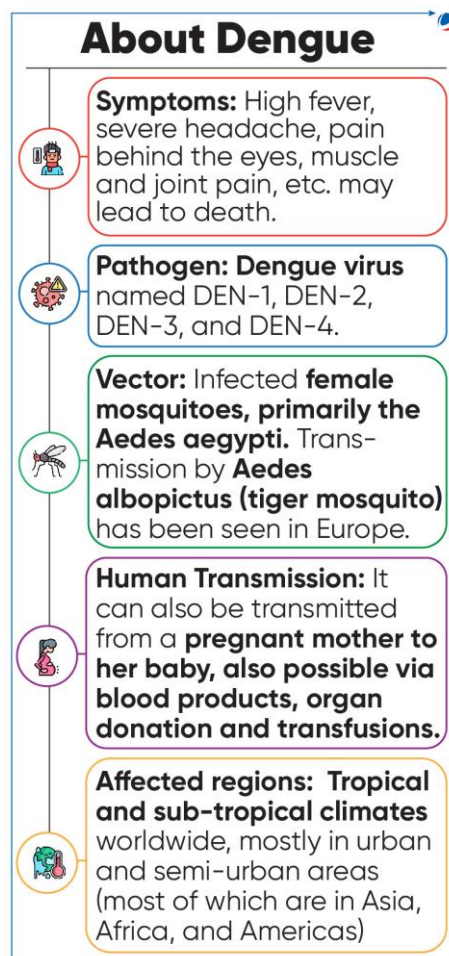 About Dengue
Symptoms: High fever,
severe headache, pain
behind the eyes, muscle
and joint pain, etc. may
lead to death.
Pathogen: Dengue virus
named DEN-1, DEN-2,
DEN-3, and DEN-4.
Vector: Infected female
mosquitoes, primarily the
Aedes aegypti. Trans-
mission by Aedes
albopictus (tiger mosquito)
has been seen in Europe.
Human Transmission: It
can also be transmitted
from a pregnant mother to
her baby, also possible via
blood products, organ
donation and transfusions.
Affected regions: Tropical
and sub-tropical climates
worldwide, mostly in urban
and semi-urban areas
(most of which are in Asia,
Africa, and Americas)